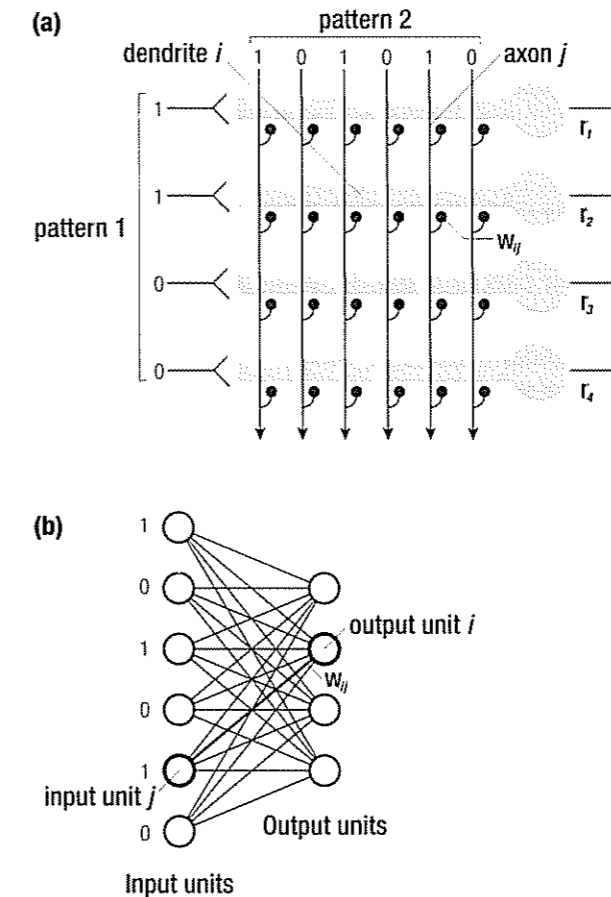 (a)
pattern 2
dendrite i
1 0 1 0 1 0
axon j
1
r1
1
r2
pattern 1
wij
0
r3
0
r4
(b)
1
0
1
output unit i
wij
0
1
input unit j
Output units
0
Input units